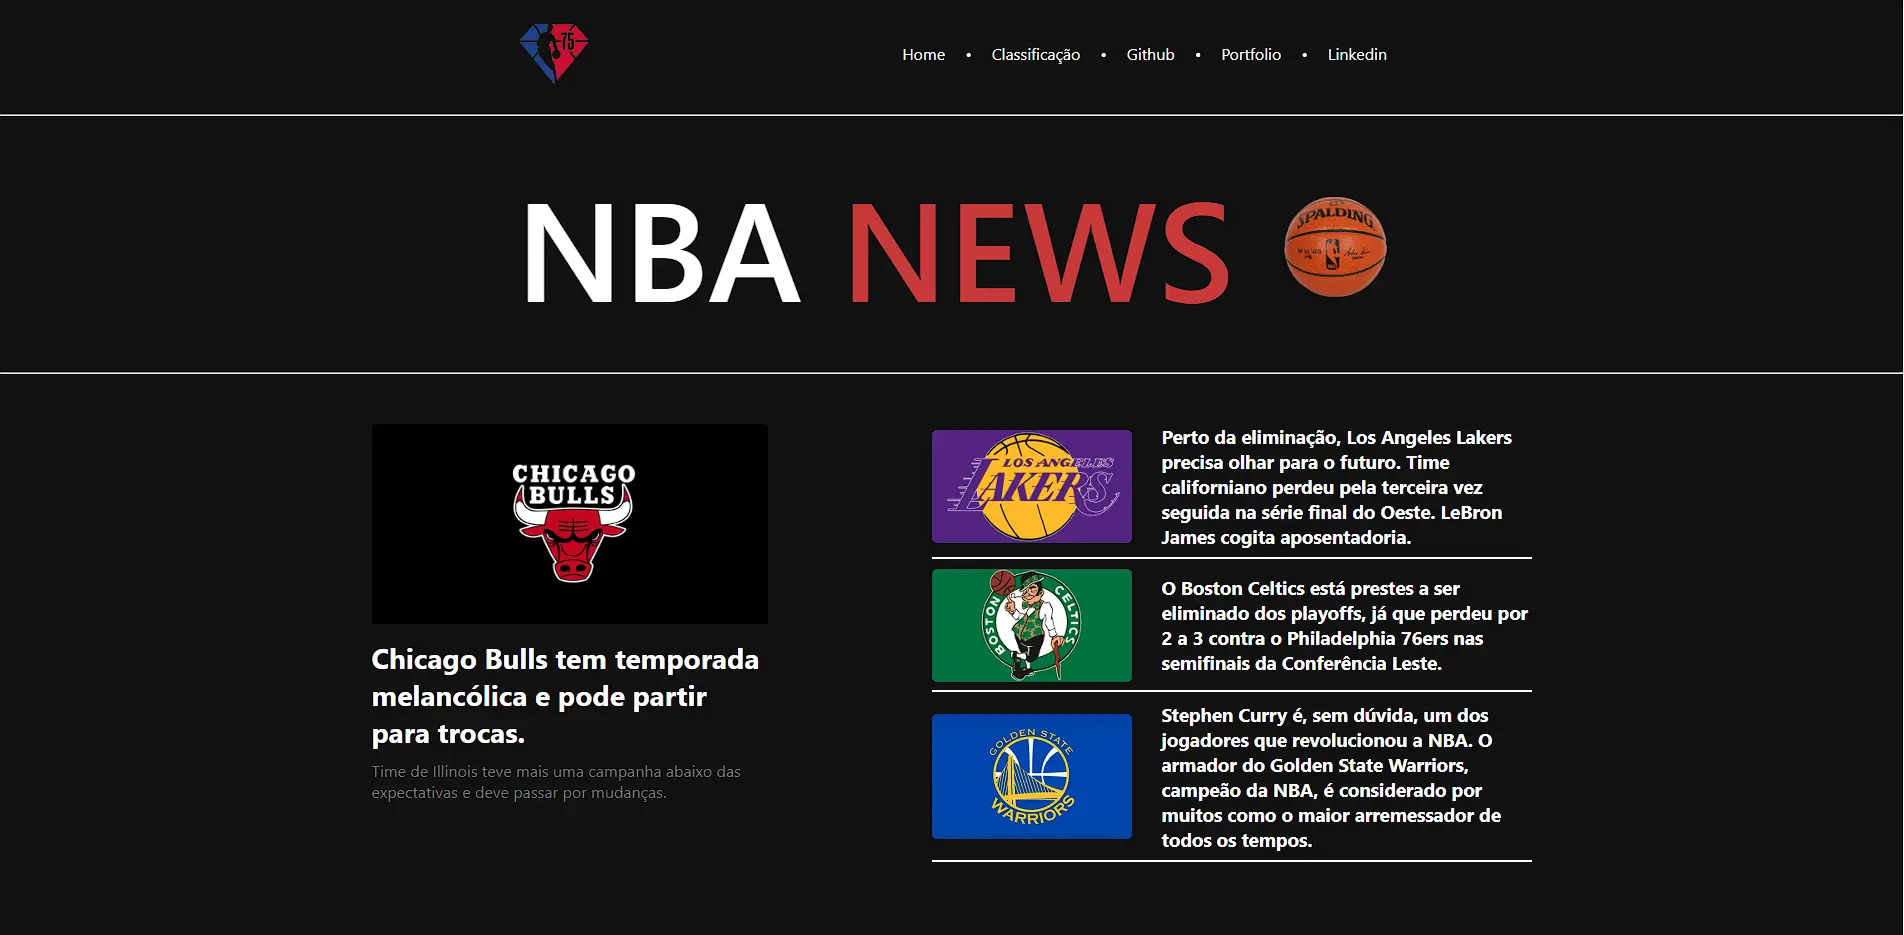 75
Home • Classificação • Github • Portfolio • Linkedin
NBA NEWS
SPALDING
CHICAGO
BULLS
Chicago Bulls tem temporada
melancólica e pode partir
para trocas.
Time de Illinois teve mais uma campanha abaixo das
expectativas e deve passar por mudanças.
LOS ANGELES
LAKERS
Perto da eliminação, Los Angeles Lakers
precisa olhar para o futuro. Time
californiano perdeu pela terceira vez
seguida na série final do Oeste. LeBron
James cogita aposentadoria.
BOSTON CELTICS
O Boston Celtics está prestes a ser
eliminado dos playoffs, já que perdeu por
2 a 3 contra o Philadelphia 76ers nas
semifinais da Conferência Leste.
GOLDEN STATE
WARRIORS
Stephen Curry é, sem dúvida, um dos
jogadores que revolucionou a NBA. O
armador do Golden State Warriors,
campeão da NBA, é considerado por
muitos como o maior arremessador de
todos os tempos.